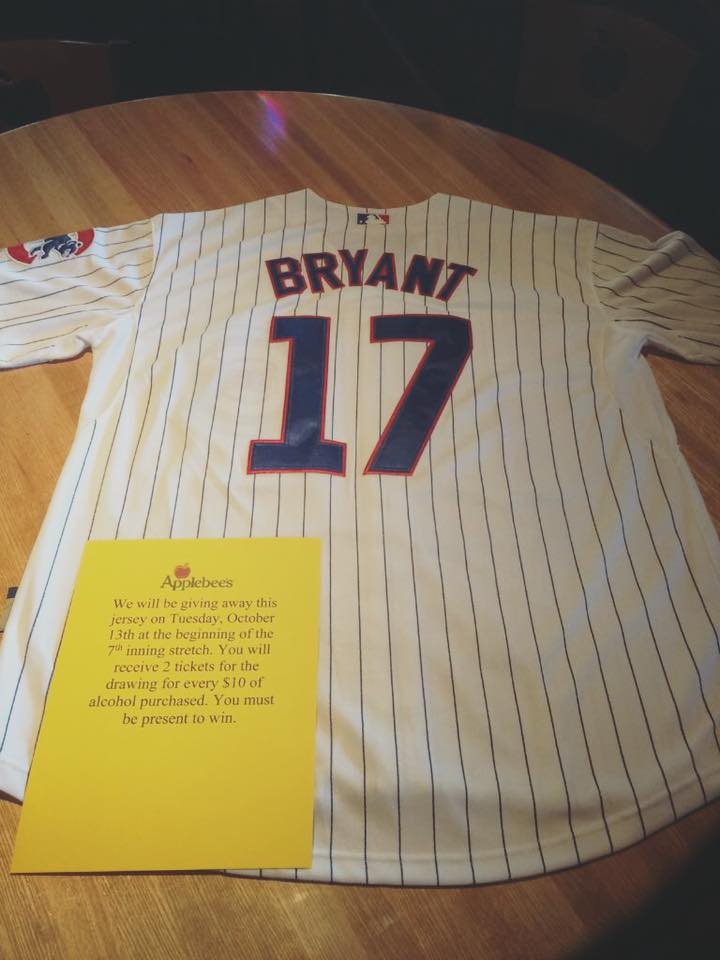 BRYANT
17
Applebee's
We will be giving away this
jersey on Tuesday, October
13th at the beginning of the
7th inning stretch. You will
receive 2 tickets for the
drawing for every $10 of
alcohol purchased. You must
be present to win.